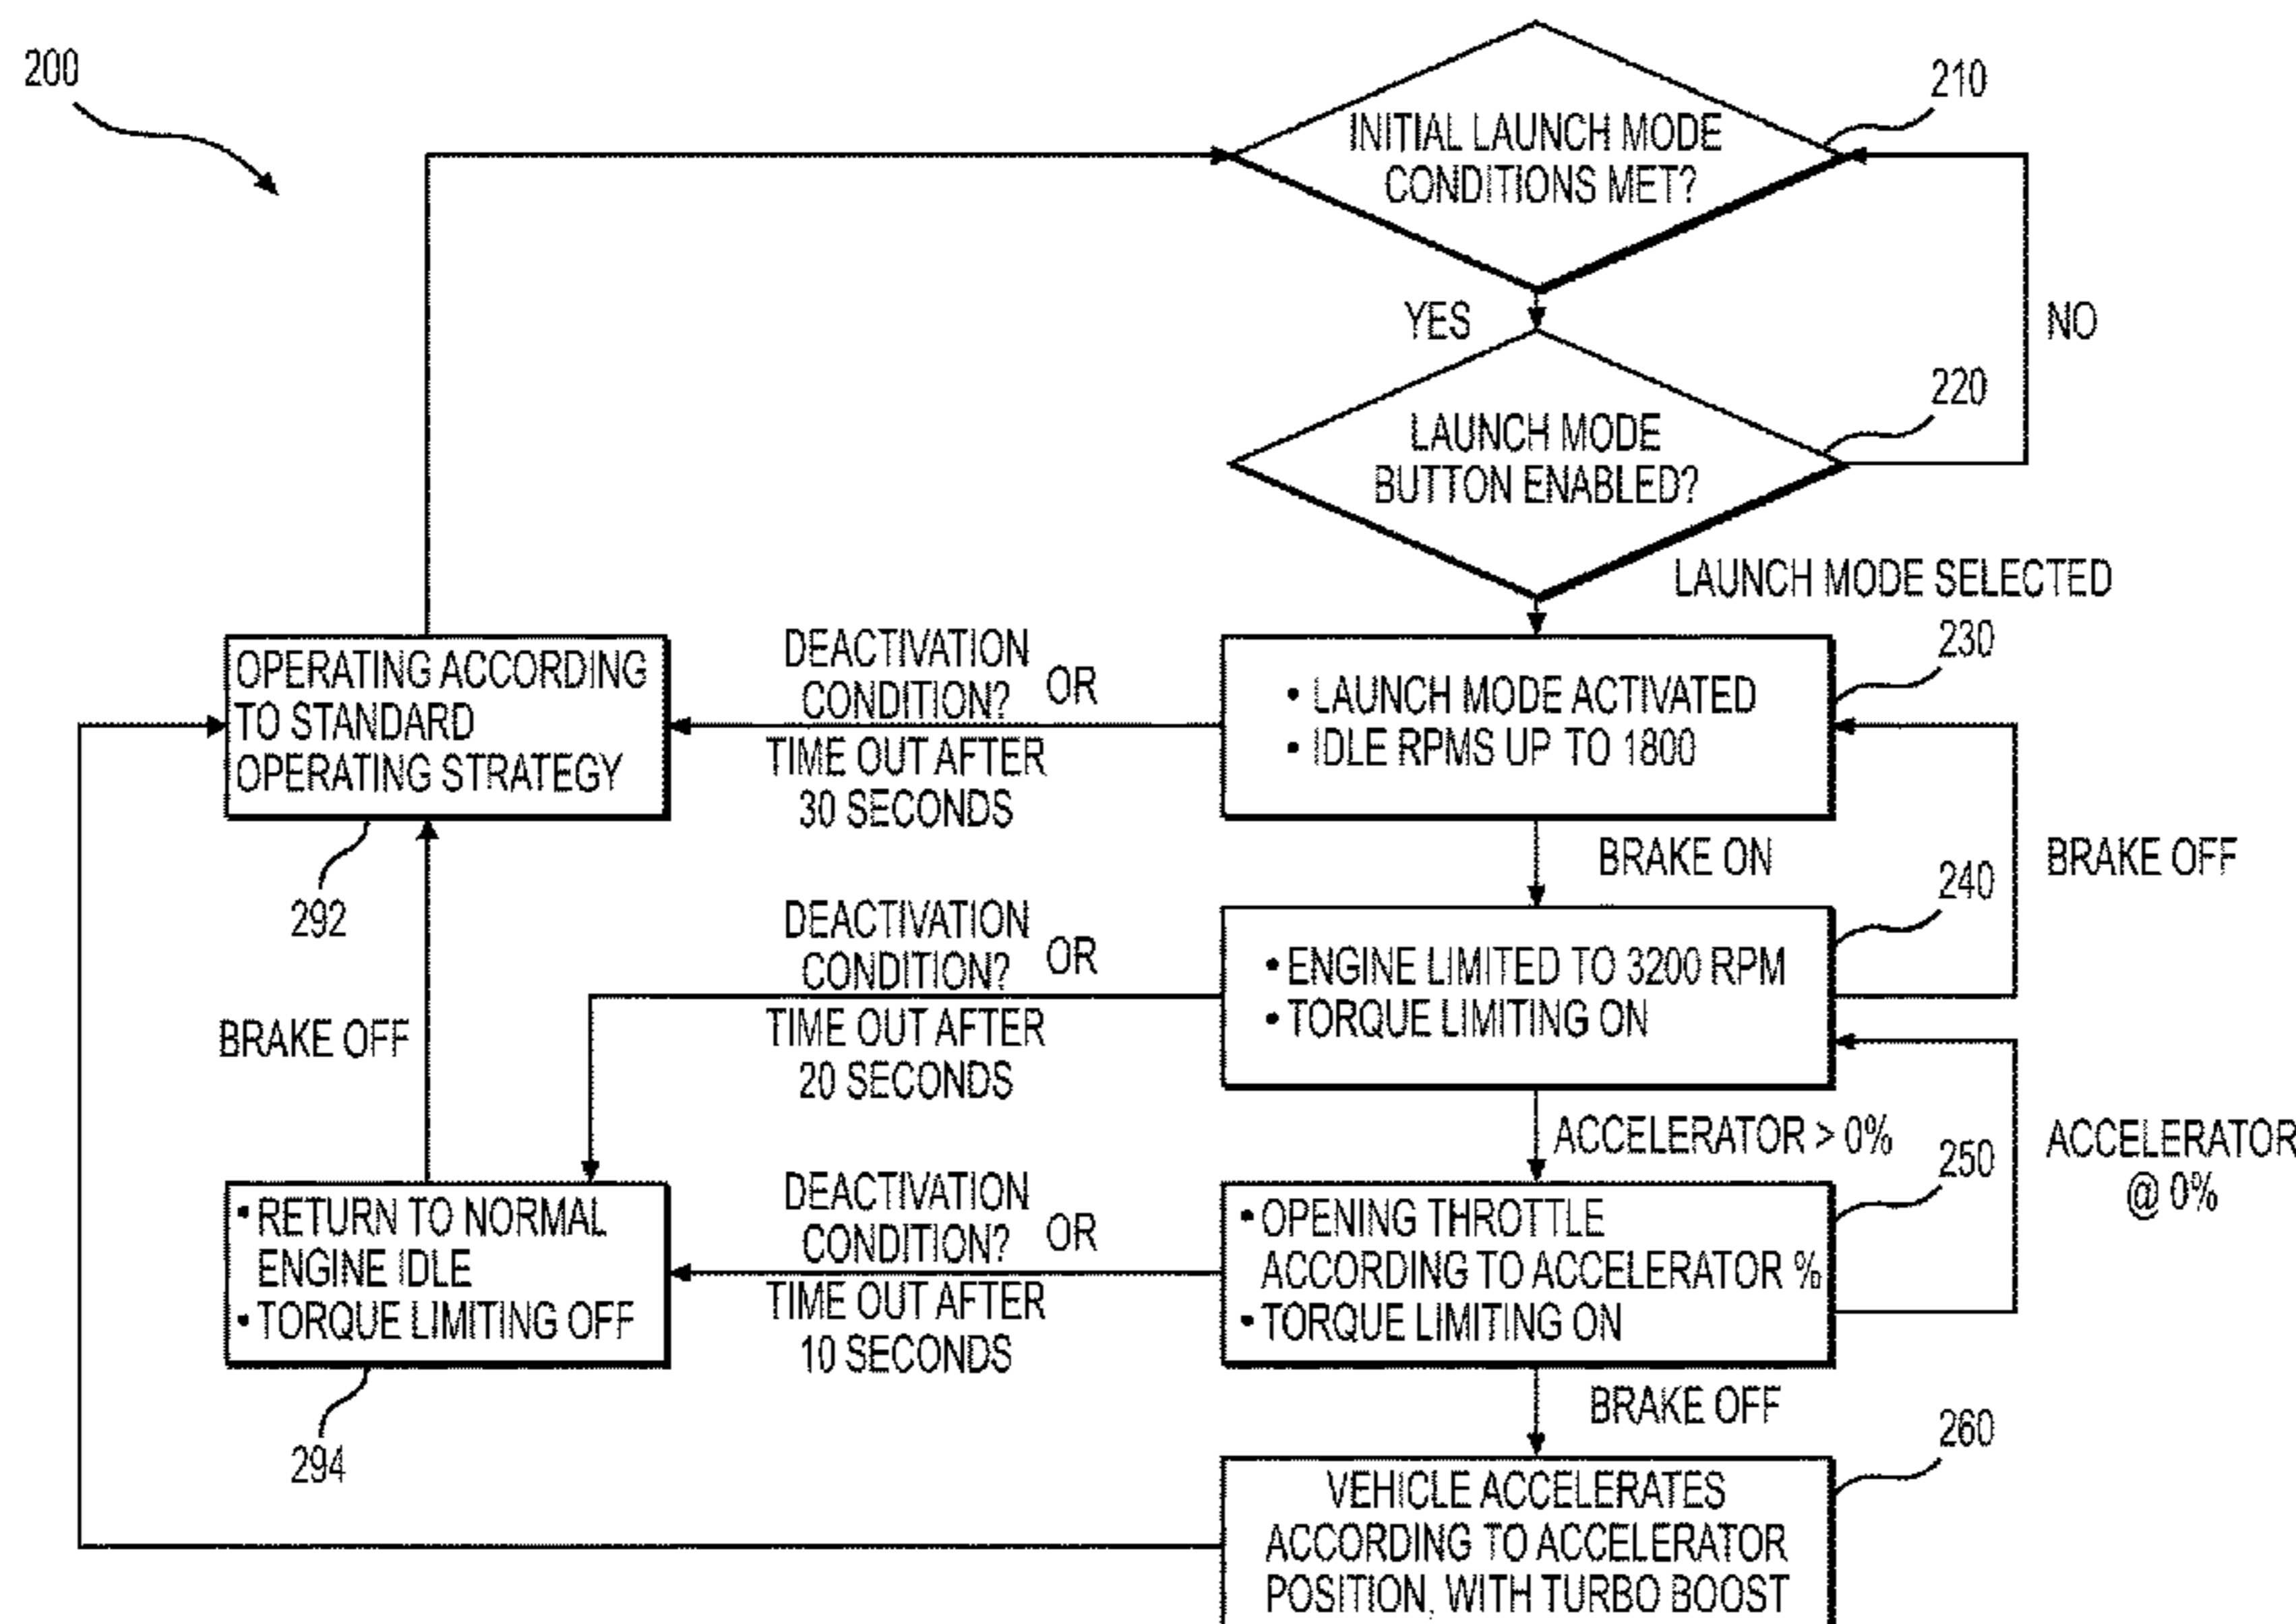 200
210
INITIAL LAUNCH MODE
CONDITIONS MET?
YES
NO
220
LAUNCH MODE
BUTTON ENABLED?
LAUNCH MODE SELECTED
230
• LAUNCH MODE ACTIVATED
• IDLE RPMS UP TO 1800
DEACTIVATION
CONDITION? OR
TIME OUT AFTER
30 SECONDS
OPERATING ACCORDING
TO STANDARD
OPERATING STRATEGY
292
BRAKE ON
BRAKE OFF
240
• ENGINE LIMITED TO 3200 RPM
• TORQUE LIMITING ON
DEACTIVATION
CONDITION? OR
TIME OUT AFTER
20 SECONDS
BRAKE OFF
ACCELERATOR > 0%
ACCELERATOR
@ 0%
250
• OPENING THROTTLE
ACCORDING TO ACCELERATOR %
• TORQUE LIMITING ON
DEACTIVATION
CONDITION? OR
TIME OUT AFTER
10 SECONDS
• RETURN TO NORMAL
ENGINE IDLE
• TORQUE LIMITING OFF
294
BRAKE OFF
260
VEHICLE ACCELERATES
ACCORDING TO ACCELERATOR
POSITION, WITH TURBO BOOST